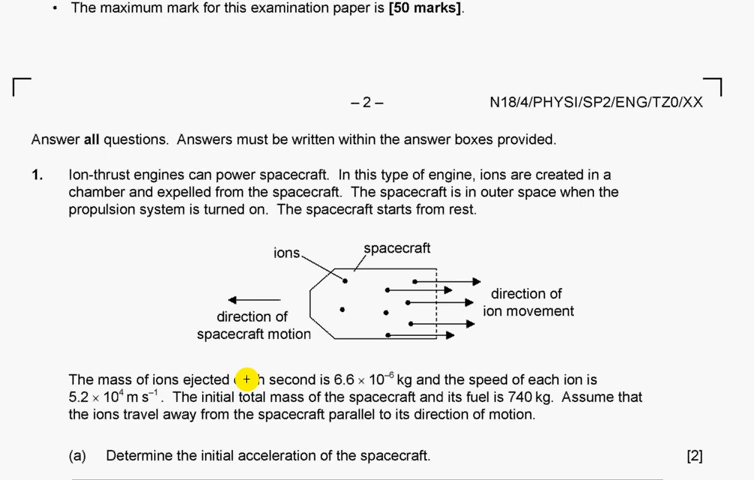 • The maximum mark for this examination paper is [50 marks].
– 2 –
N18/4/PHYSI/SP2/ENG/TZ0/XX
Answer all questions. Answers must be written within the answer boxes provided.
1. Ion-thrust engines can power spacecraft. In this type of engine, ions are created in a
chamber and expelled from the spacecraft. The spacecraft is in outer space when the
propulsion system is turned on. The spacecraft starts from rest.
ions
spacecraft
direction of
spacecraft motion
direction of
ion movement
The mass of ions ejected second is 6.6 × 10⁻⁶ kg and the speed of each ion is
5.2 × 10⁴ m s⁻¹. The initial total mass of the spacecraft and its fuel is 740 kg. Assume that
the ions travel away from the spacecraft parallel to its direction of motion.
(a) Determine the initial acceleration of the spacecraft. [2]